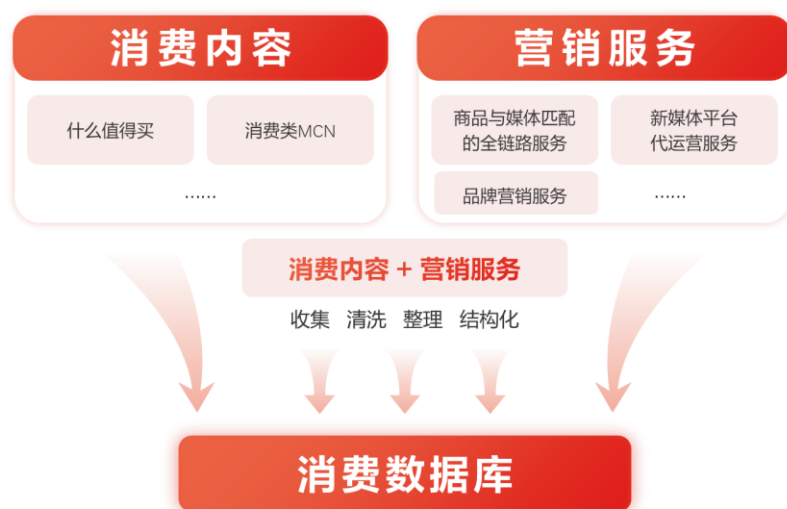 消费内容
营销服务
什么值得买
消费类MCN
……
商品与媒体匹配
的全链路服务
新媒体平台
代运营服务
品牌营销服务
……
消费内容 + 营销服务
收集 清洗 整理 结构化
消费数据库